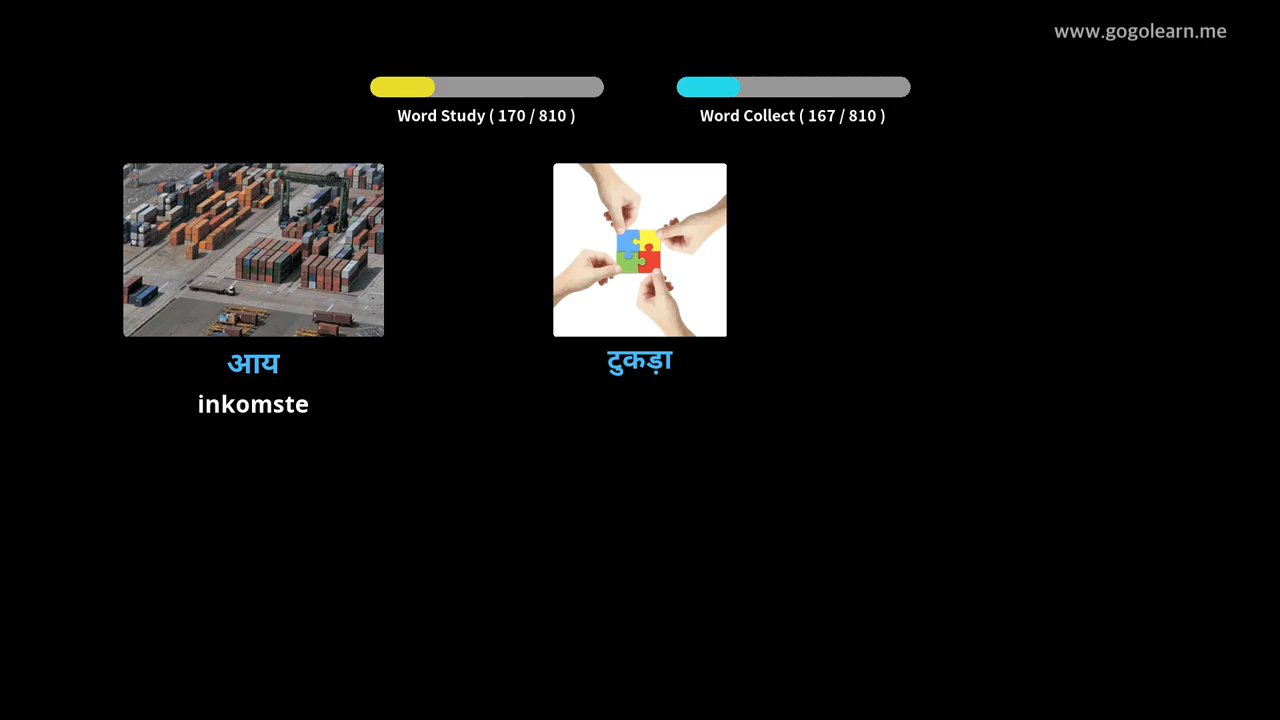 www.gogolearn.me
Word Study ( 170 / 810 )
Word Collect ( 167 / 810 )
आय
inkomste
टुकड़ा